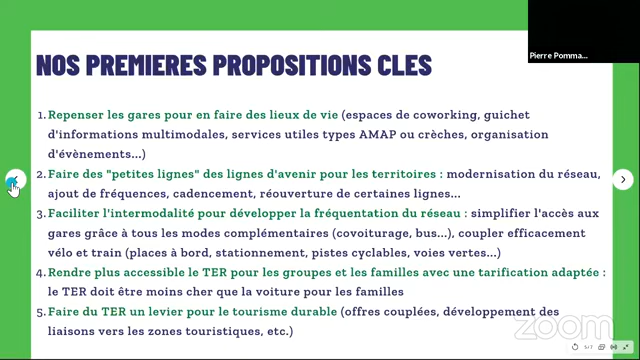 Pierre Pomma...
NOS PREMIERES PROPOSITIONS CLES
1. Repenser les gares pour en faire des lieux de vie (espaces de coworking, guichet
d'informations multimodales, services utiles types AMAP ou crèches, organisation
d'évènements...)
2. Faire des "petites lignes" des lignes d'avenir pour les territoires : modernisation du réseau,
ajout de fréquences, cadencement, réouverture de certaines lignes...
3. Faciliter l'intermodalité pour développer la fréquentation du réseau : simplifier l'accès aux
gares grâce à tous les modes complémentaires (covoiturage, bus...), coupler efficacement
vélo et train (places à bord, stationnement, pistes cyclables, voies vertes...)
4. Rendre plus accessible le TER pour les groupes et les familles avec une tarification adaptée :
le TER doit être moins cher que la voiture pour les familles
5. Faire du TER un levier pour le tourisme durable (offres couplées, développement des
liaisons vers les zones touristiques, etc.)
zoom
5/7